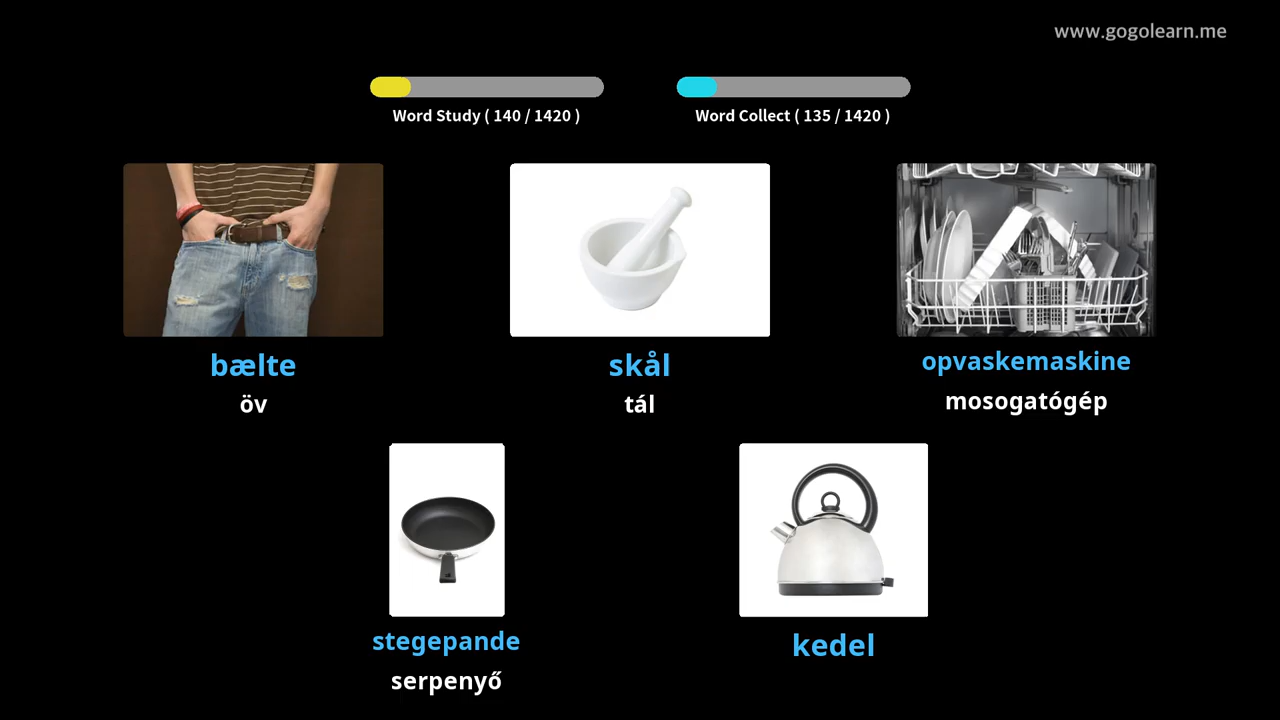 www.gogolearn.me
Word Study ( 140 / 1420 )
Word Collect ( 135 / 1420 )
bælte
öv
skål
tál
opvaskemaskine
mosogatógép
stegepande
serpenyő
kedel